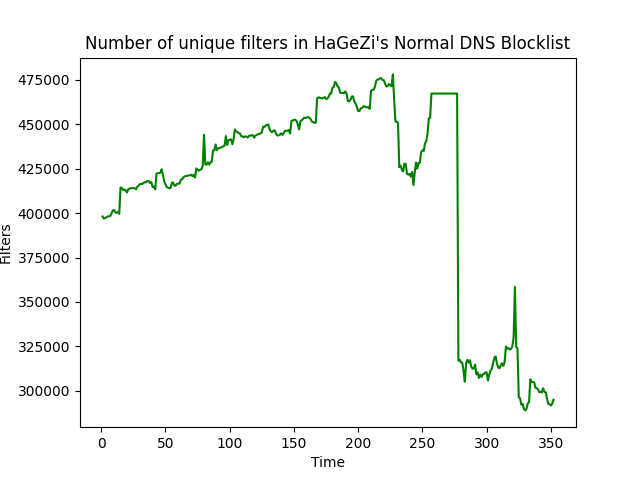 Number of unique filters in HaGeZi's Normal DNS Blocklist
475000
450000
425000
400000
375000
350000
325000
300000
Filters
0 50 100 150 200 250 300 350
Time